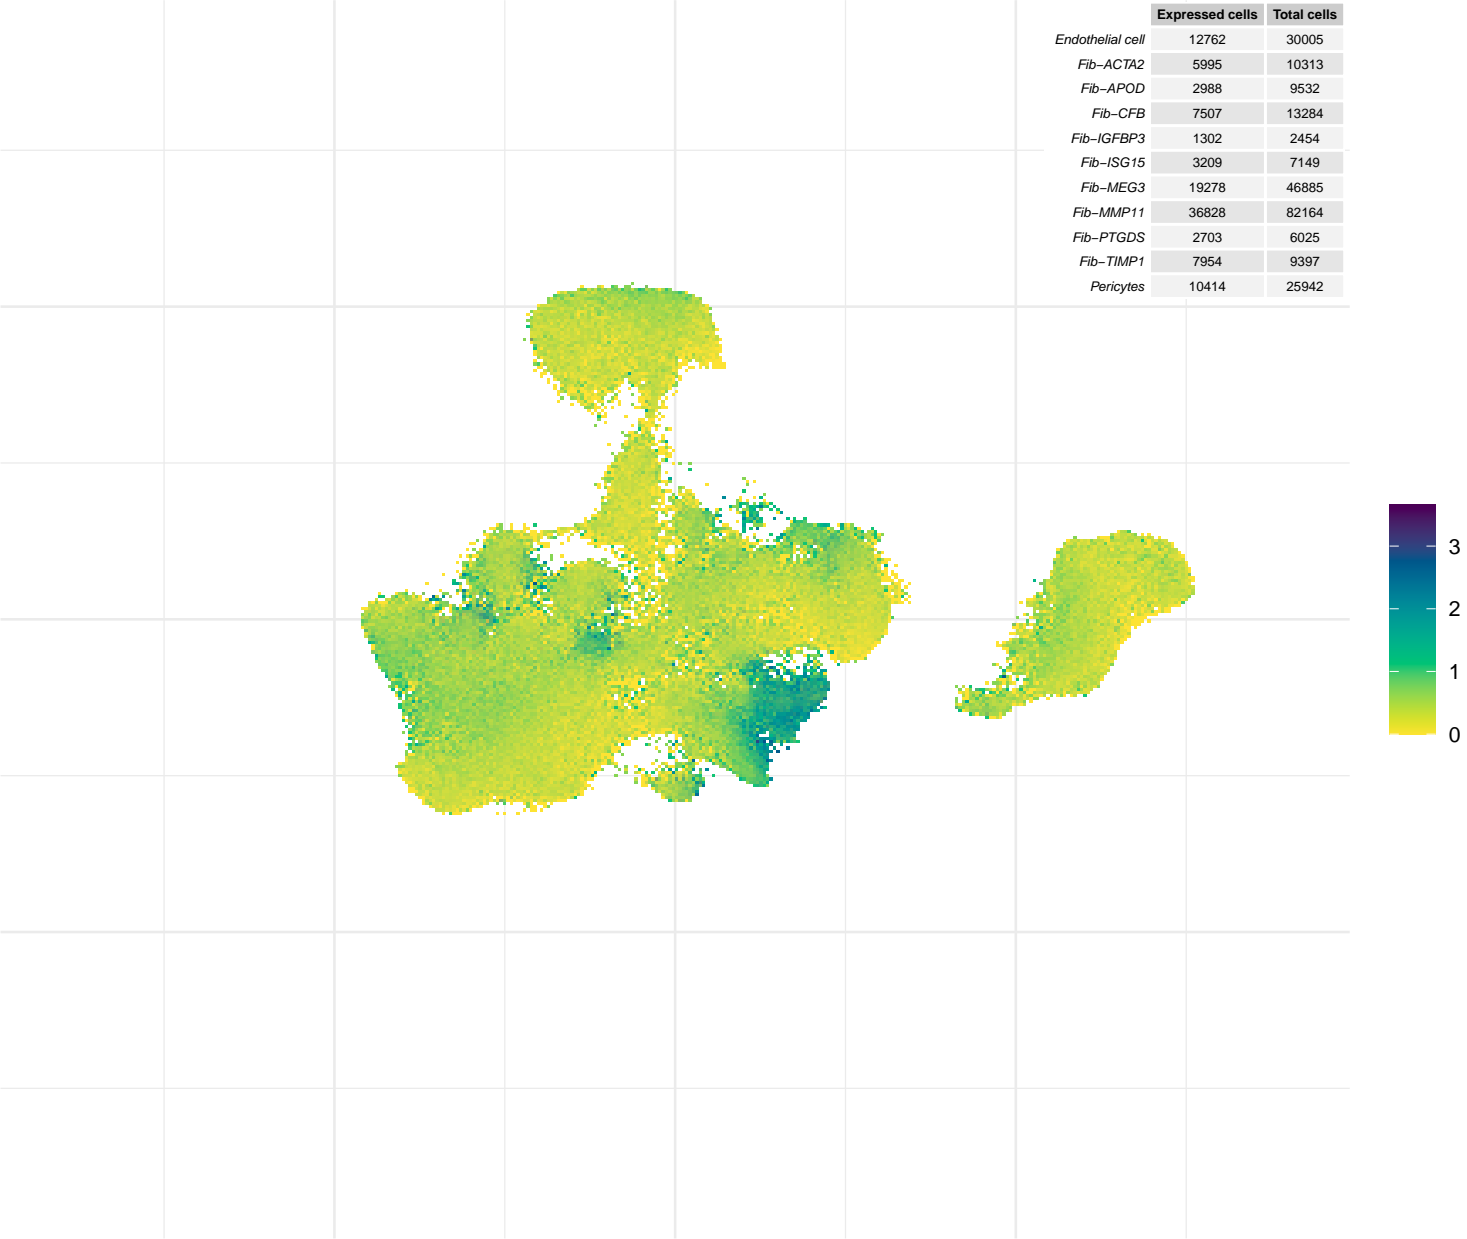 Expressed cells Total cells
Endothelial cell 12762 30005
Fib−ACTA2 5995 10313
Fib−APOD 2988 9532
Fib−CFB 7507 13284
Fib−IGFBP3 1302 2454
Fib−ISG15 3209 7149
Fib−MEG3 19278 46885
Fib−MMP11 36828 82164
Fib−PTGDS 2703 6025
Fib−TIMP1 7954 9397
Pericytes 10414 25942
3
2
1
0